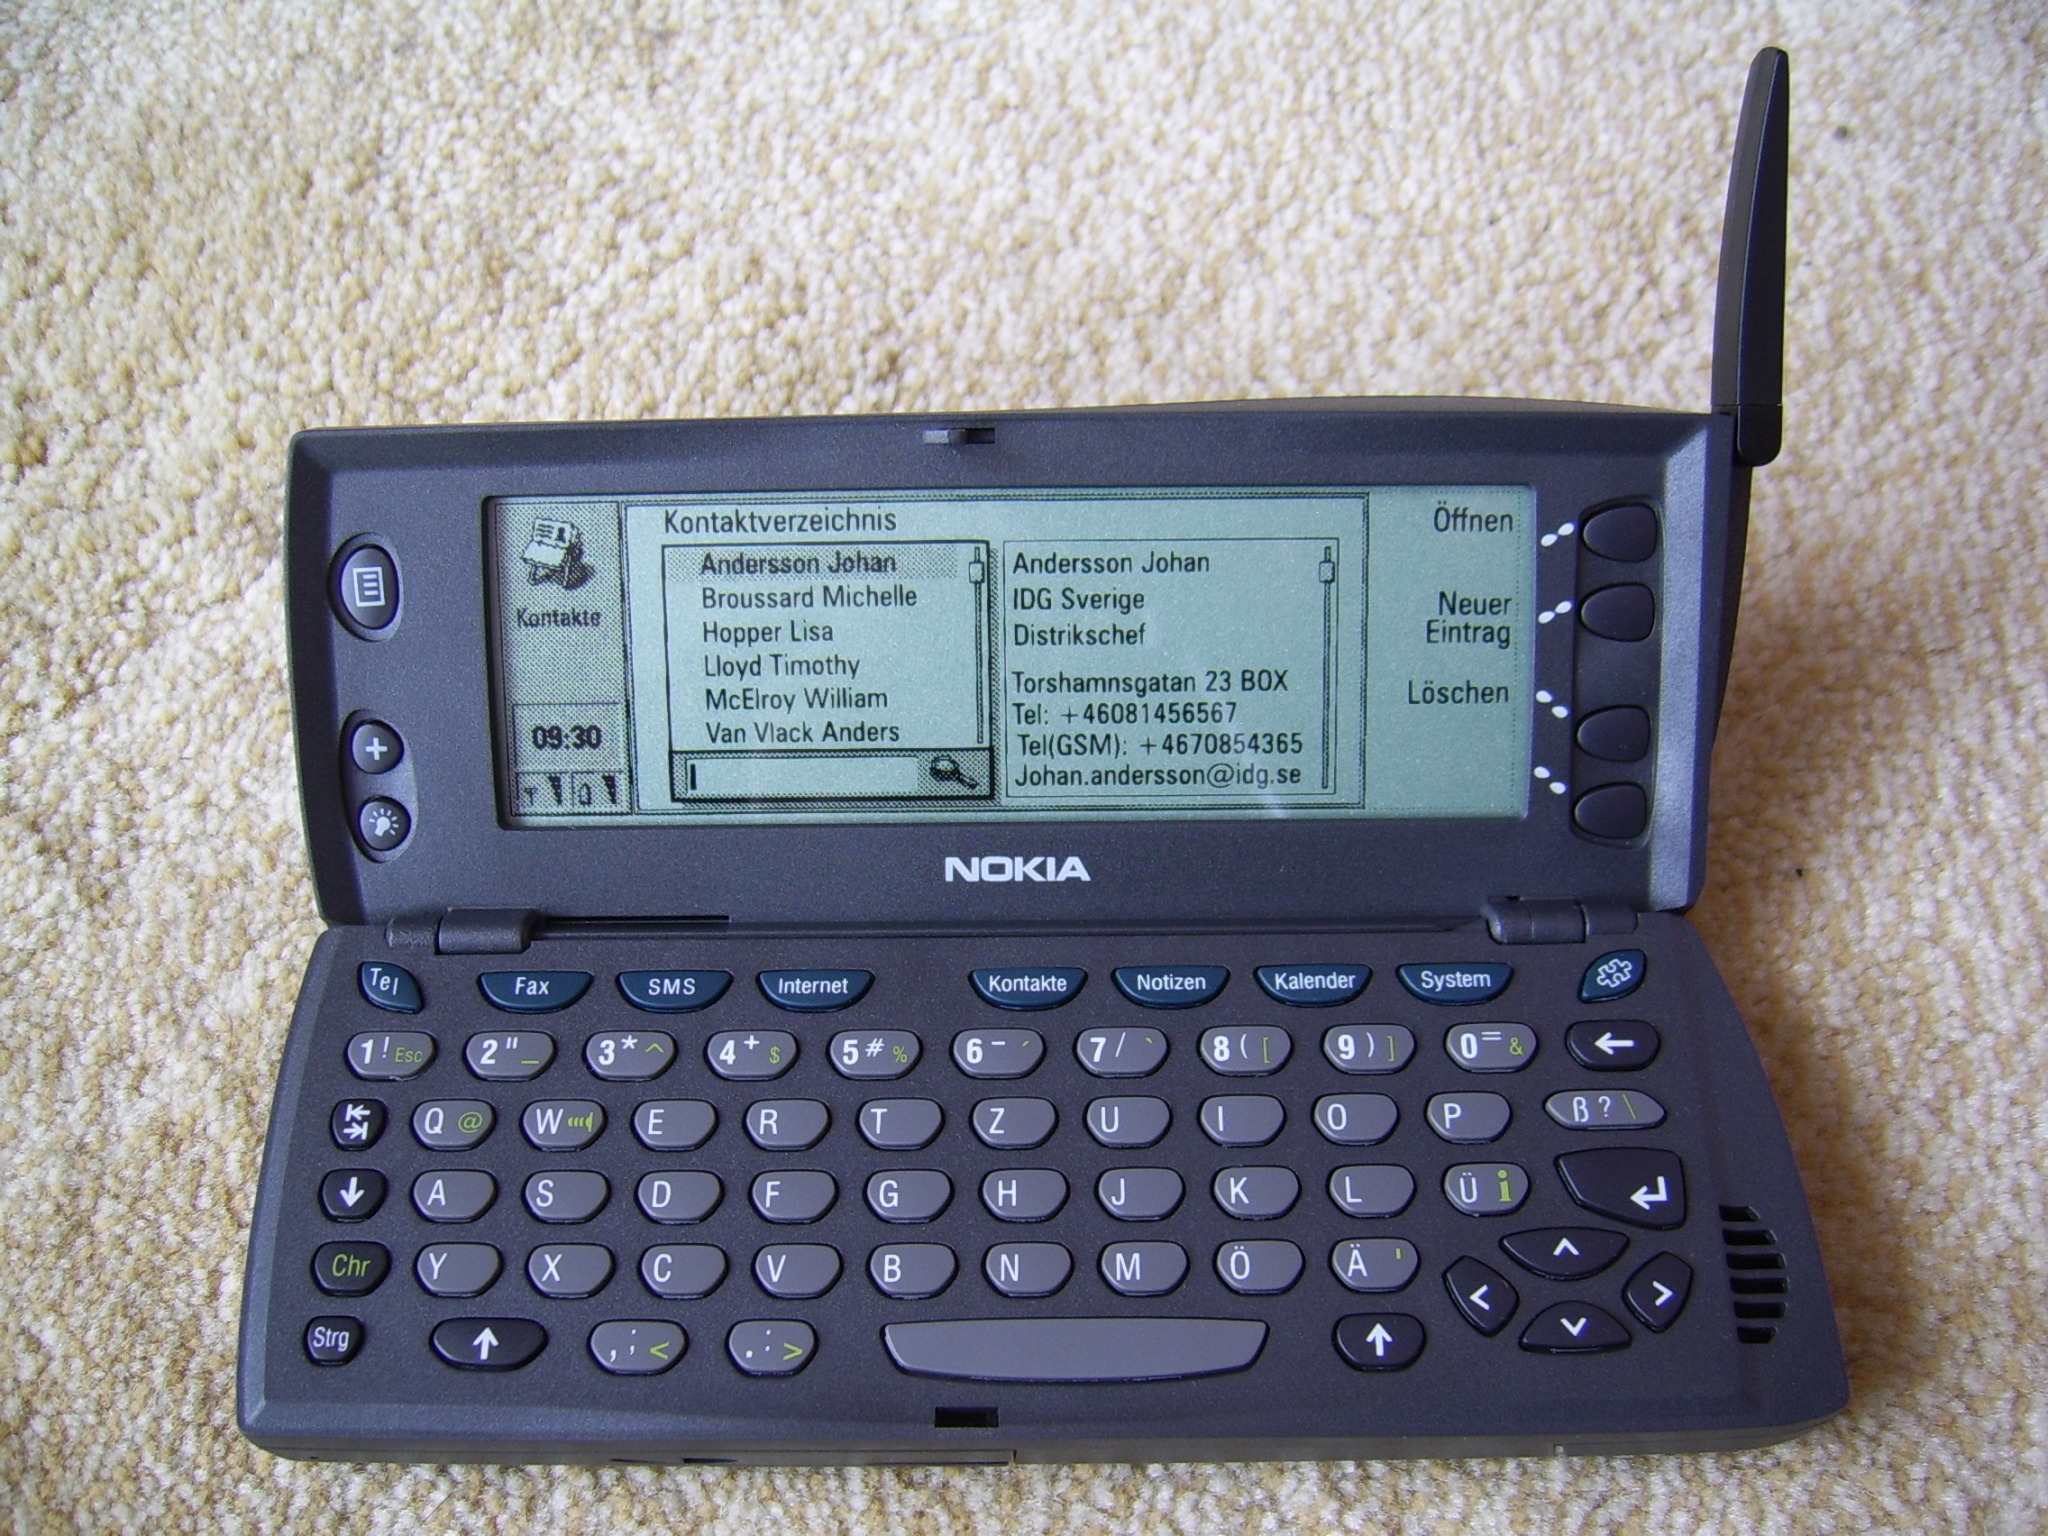 Kontakte
09:30
Kontaktverzeichnis
Andersson Johan
Broussard Michelle
Hopper Lisa
Lloyd Timothy
McElroy William
Van Vlack Anders
Andersson Johan
IDG Sverige
Distrikschef
Torshamnsgatan 23 BOX
Tel: +46081456567
Tel(GSM): +4670854365
Johan.andersson@idg.se
Öffnen
Neuer
Eintrag
Löschen
NOKIA
Tel Fax SMS Internet Kontakte Notizen Kalender System
1 ! Esc 2 " _ 3 * ^ 4 + $ 5 # % 6 - ´ 7 / ` 8 ( [ 9 ) ] 0 = & ←
Q @ W E R T Z U I O P ß ? \
↓ A S D F G H J K L Ü i ↵
Chr Y X C V B N M Ö Ä '
Strg ↑ , ; < . : > ↑